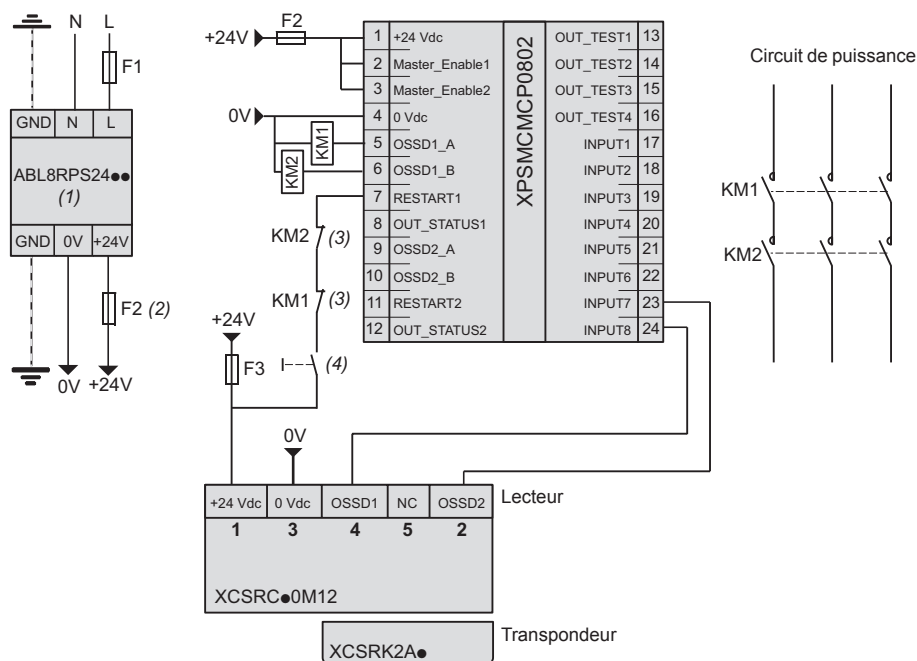 N L
F1
GND N L
ABL8RPS24●●
(1)
GND 0V +24V
F2 (2)
0V +24V
+24V F2
0V
KM1
KM2
1 +24 Vdc
2 Master_Enable1
3 Master_Enable2
4 0 Vdc
5 OSSD1_A
6 OSSD1_B
7 RESTART1
8 OUT_STATUS1
9 OSSD2_A
10 OSSD2_B
11 RESTART2
12 OUT_STATUS2
XPSMCMCP0802
OUT_TEST1 13
OUT_TEST2 14
OUT_TEST3 15
OUT_TEST4 16
INPUT1 17
INPUT2 18
INPUT3 19
INPUT4 20
INPUT5 21
INPUT6 22
INPUT7 23
INPUT8 24
KM2 (3)
KM1 (3)
(4)
+24V
F3
0V
Circuit de puissance
KM1
KM2
+24 Vdc 0 Vdc OSSD1 NC OSSD2
1 3 4 5 2
Lecteur
XCSRC●0M12
Transpondeur
XCSRK2A●